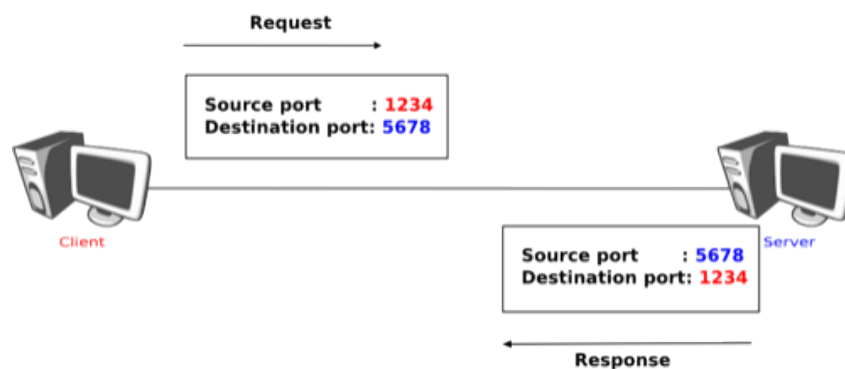 Request
Source port : 1234
Destination port: 5678
Client
Server
Source port : 5678
Destination port: 1234
Response